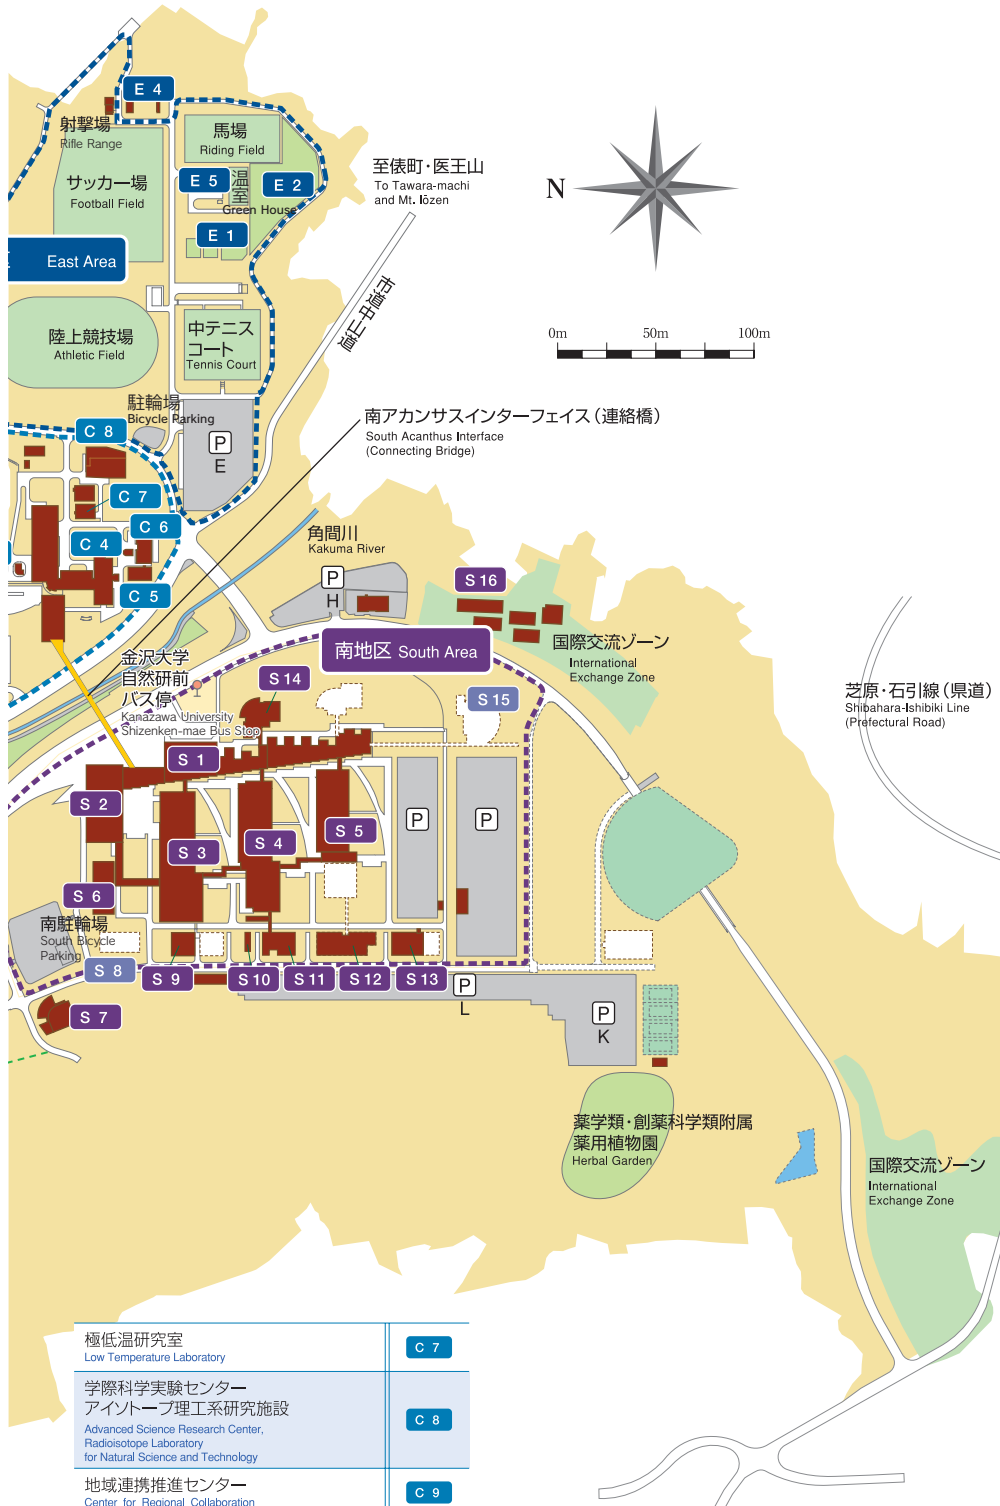 E 4
射撃場
Rifle Range
馬場
Riding Field
サッカー場
Football Field
E 5
温室
Green House
E 2
E 1
East Area
至俵町・医王山
To Tawara-machi
and Mt. Iōzen
N
市道中山道
0m 50m 100m
陸上競技場
Athletic Field
中テニス
コート
Tennis Court
駐輪場
Bicycle Parking
P
E
C 8
C 7
C 6
C 4
C 5
南アカンサスインターフェイス（連絡橋）
South Acanthus Interface
(Connecting Bridge)
角間川
Kakuma River
P
H
S 16
国際交流ゾーン
International
Exchange Zone
南地区 South Area
金沢大学
自然研前
バス停
Kanazawa University
Shizenken-mae Bus Stop
S 14
S 15
芝原・石引線（県道）
Shibahara-Ishibiki Line
(Prefectural Road)
S 1
S 2
S 3
S 4
S 5
P
P
S 6
南駐輪場
South Bicycle
Parking
S 8
S 9
S 10
S 11
S 12
S 13
S 7
P
L
P
K
薬学類・創薬科学類附属
薬用植物園
Herbal Garden
国際交流ゾーン
International
Exchange Zone
極低温研究室
Low Temperature Laboratory
C 7
学際科学実験センター
アイソトープ理工系研究施設
Advanced Science Research Center,
Radioisotope Laboratory
for Natural Science and Technology
C 8
地域連携推進センター
Center for Regional Collaboration
C 9